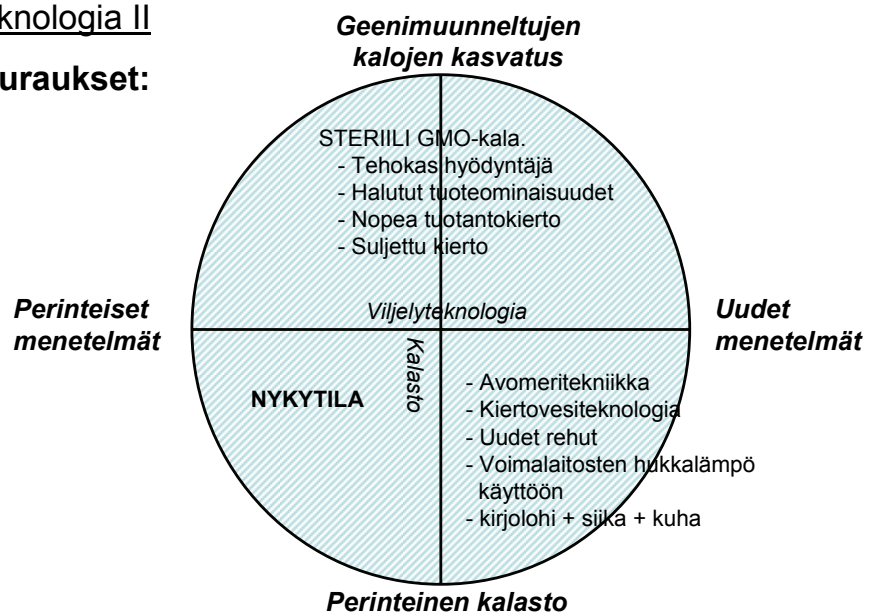 knologia II
uraukset:
Geenimuunneltujen
kalojen kasvatus
STERIILI GMO-kala.
- Tehokas hyödyntäjä
- Halutut tuoteominaisuudet
- Nopea tuotantokierto
- Suljettu kierto
Perinteiset
menetelmät
Viljelyteknologia
Uudet
menetelmät
Kalasto
NYKYTILA
- Avomeritekniikka
- Kiertovesiteknologia
- Uudet rehut
- Voimalaitosten hukkalämpö
käyttöön
- kirjolohi + siika + kuha
Perinteinen kalasto